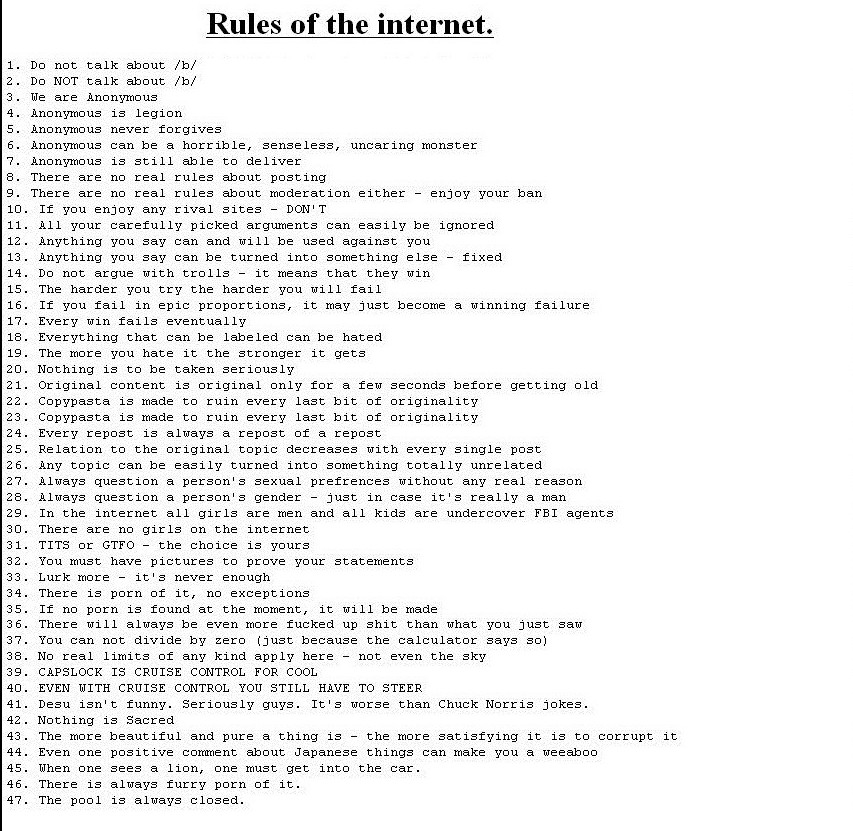 Rules of the internet.
1. Do not talk about /b/
2. Do NOT talk about /b/
3. We are Anonymous
4. Anonymous is legion
5. Anonymous never forgives
6. Anonymous can be a horrible, senseless, uncaring monster
7. Anonymous is still able to deliver
8. There are no real rules about posting
9. There are no real rules about moderation either - enjoy your ban
10. If you enjoy any rival sites - DON'T
11. All your carefully picked arguments can easily be ignored
12. Anything you say can and will be used against you
13. Anything you say can be turned into something else - fixed
14. Do not argue with trolls - it means that they win
15. The harder you try the harder you will fail
16. If you fail in epic proportions, it may just become a winning failure
17. Every win fails eventually
18. Everything that can be labeled can be hated
19. The more you hate it the stronger it gets
20. Nothing is to be taken seriously
21. Original content is original only for a few seconds before getting old
22. Copypasta is made to ruin every last bit of originality
23. Copypasta is made to ruin every last bit of originality
24. Every repost is always a repost of a repost
25. Relation to the original topic decreases with every single post
26. Any topic can be easily turned into something totally unrelated
27. Always question a person's sexual prefrences without any real reason
28. Always question a person's gender - just in case it's really a man
29. In the internet all girls are men and all kids are undercover FBI agents
30. There are no girls on the internet
31. TITS or GTFO - the choice is yours
32. You must have pictures to prove your statements
33. Lurk more - it's never enough
34. There is porn of it, no exceptions
35. If no porn is found at the moment, it will be made
36. There will always be even more fucked up shit than what you just saw
37. You can not divide by zero (just because the calculator says so)
38. No real limits of any kind apply here - not even the sky
39. CAPSLOCK IS CRUISE CONTROL FOR COOL
40. EVEN WITH CRUISE CONTROL YOU STILL HAVE TO STEER
41. Desu isn't funny. Seriously guys. It's worse than Chuck Norris jokes.
42. Nothing is Sacred
43. The more beautiful and pure a thing is - the more satisfying it is to corrupt it
44. Even one positive comment about Japanese things can make you a weeaboo
45. When one sees a lion, one must get into the car.
46. There is always furry porn of it.
47. The pool is always closed.